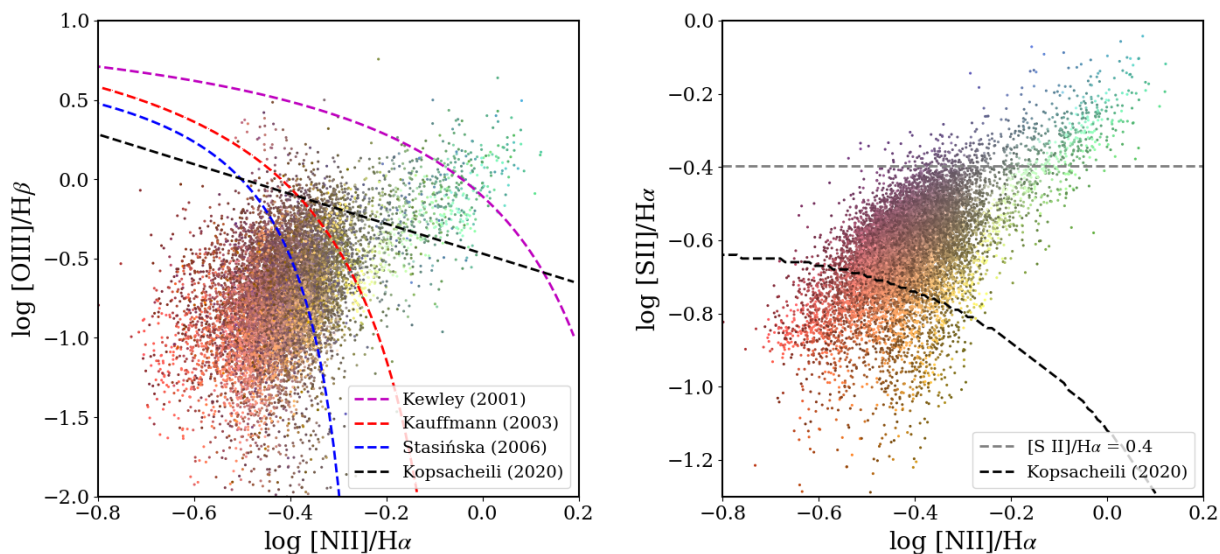 1.0
0.5
0.0
−0.5
−1.0
−1.5
−2.0
log [OIII]/Hβ
−0.8
−0.6
−0.4
−0.2
0.0
0.2
log [NII]/Hα
Kewley (2001)
Kauffmann (2003)
Stasińska (2006)
Kopsacheili (2020)
0.0
−0.2
−0.4
−0.6
−0.8
−1.0
−1.2
log [SII]/Hα
−0.8
−0.6
−0.4
−0.2
0.0
0.2
log [NII]/Hα
[S II]/Hα = 0.4
Kopsacheili (2020)